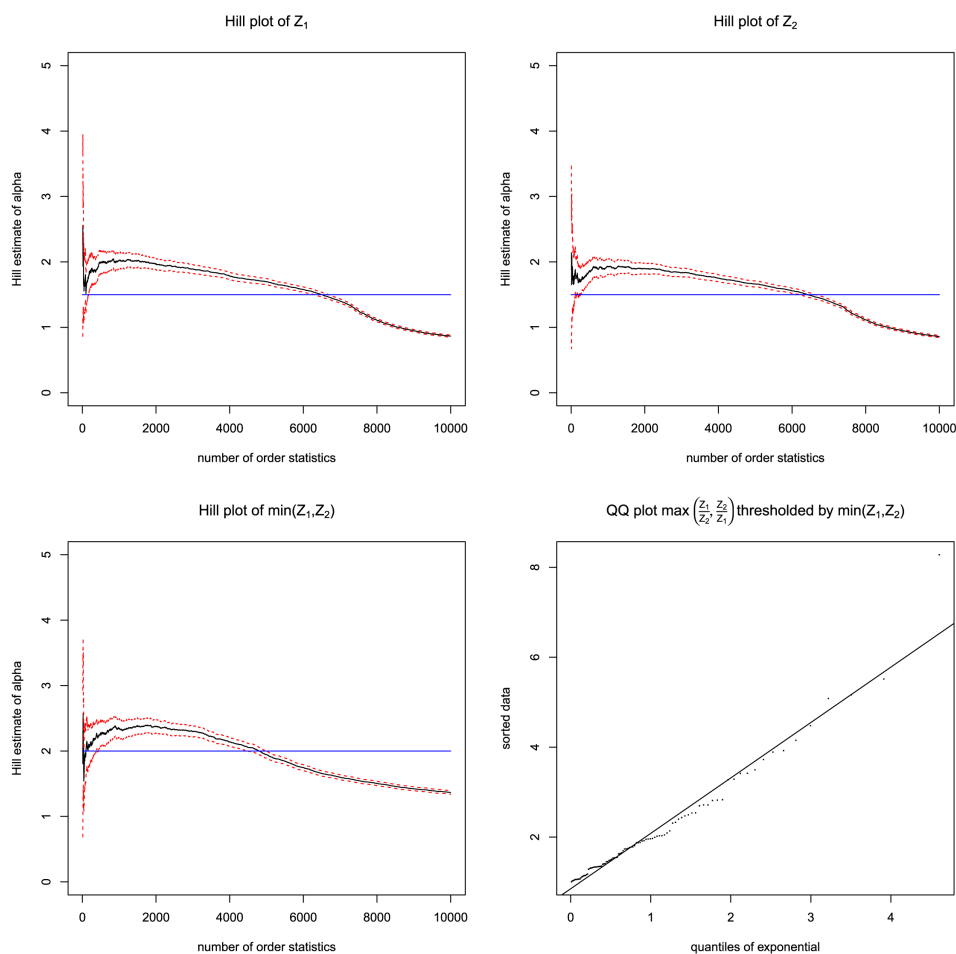 Hill plot of Z₁
Hill estimate of alpha
5
4
3
2
1
0
0 2000 4000 6000 8000 10000
number of order statistics
Hill plot of Z₂
Hill estimate of alpha
5
4
3
2
1
0
0 2000 4000 6000 8000 10000
number of order statistics
Hill plot of min(Z₁,Z₂)
Hill estimate of alpha
5
4
3
2
1
0
0 2000 4000 6000 8000 10000
number of order statistics
QQ plot max (Z₁/Z₂, Z₂/Z₁) thresholded by min(Z₁,Z₂)
sorted data
8
6
4
2
0 1 2 3 4
quantiles of exponential